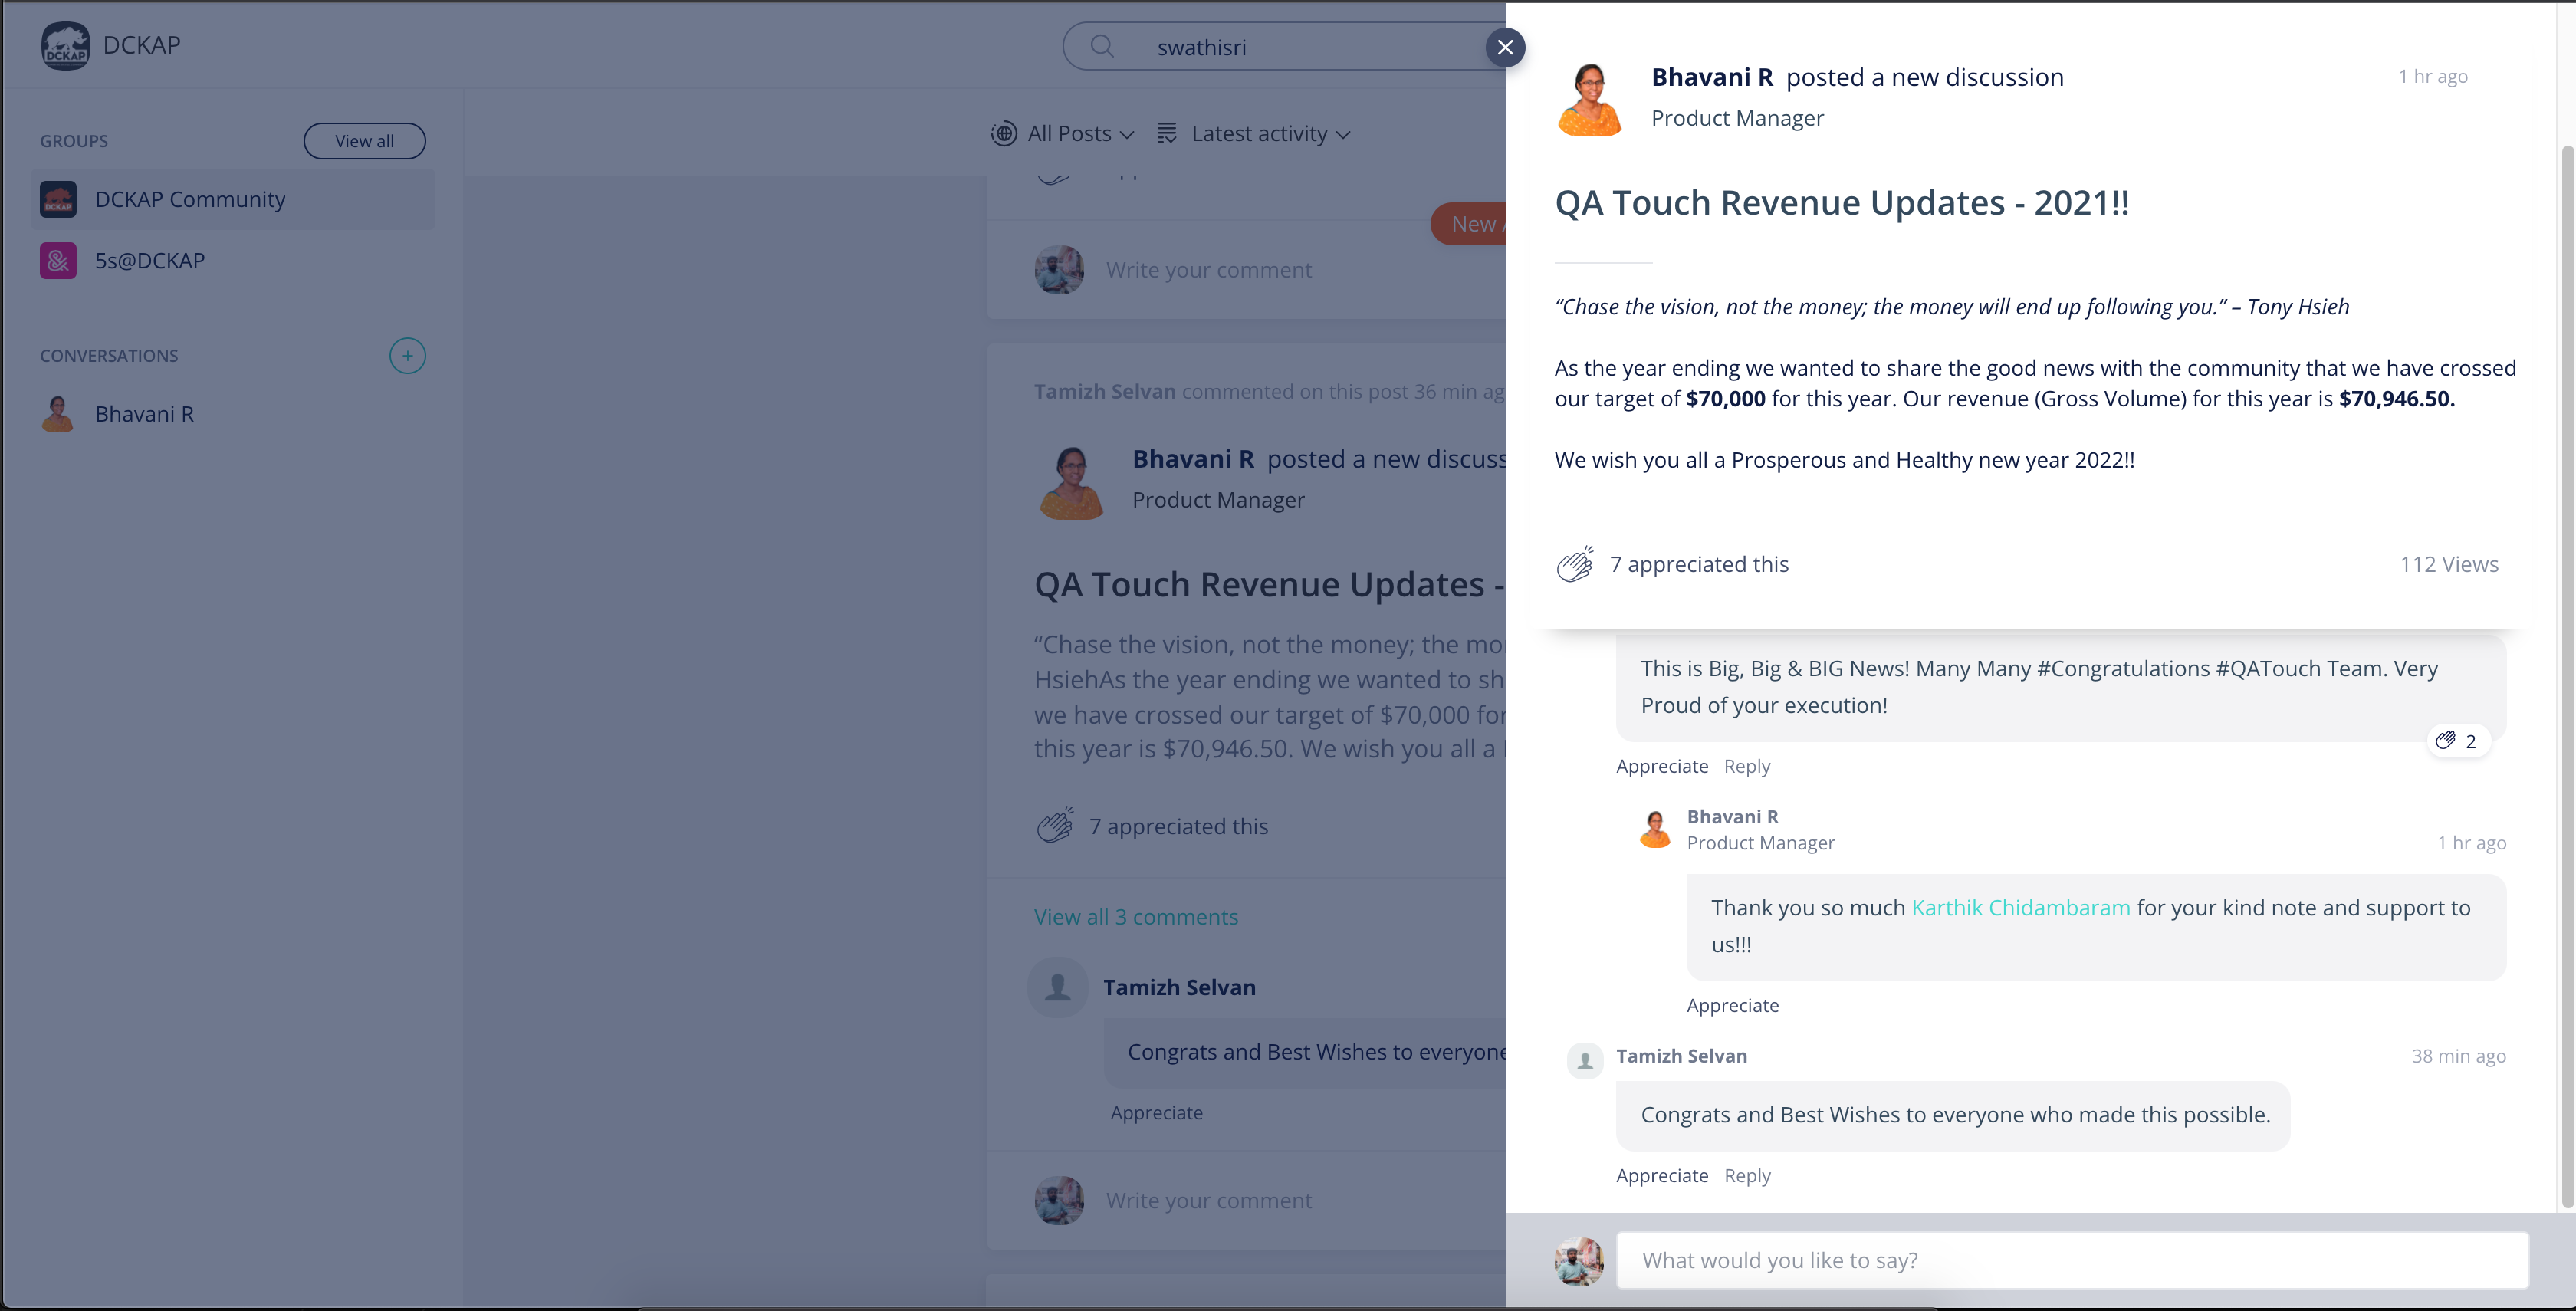 DCKAP
DCKAP
swathisri
GROUPS
View all
DCKAP
DCKAP Community
5s@DCKAP
CONVERSATIONS
+
Bhavani R
All Posts
Latest activity
New
Write your comment
Tamizh Selvan commented on this post 36 min ag
Bhavani R posted a new discuss
Product Manager
QA Touch Revenue Updates -
“Chase the vision, not the money; the mo
HsiehAs the year ending we wanted to sh
we have crossed our target of $70,000 for
this year is $70,946.50. We wish you all a
7 appreciated this
View all 3 comments
Tamizh Selvan
Congrats and Best Wishes to everyone
Appreciate
Write your comment
Bhavani R posted a new discussion
1 hr ago
Product Manager
QA Touch Revenue Updates - 2021!!
“Chase the vision, not the money; the money will end up following you.” – Tony Hsieh
As the year ending we wanted to share the good news with the community that we have crossed
our target of $70,000 for this year. Our revenue (Gross Volume) for this year is $70,946.50.
We wish you all a Prosperous and Healthy new year 2022!!
7 appreciated this
112 Views
This is Big, Big & BIG News! Many Many #Congratulations #QATouch Team. Very
Proud of your execution!
2
Appreciate Reply
Bhavani R
Product Manager
1 hr ago
Thank you so much Karthik Chidambaram for your kind note and support to
us!!!
Appreciate
Tamizh Selvan
38 min ago
Congrats and Best Wishes to everyone who made this possible.
Appreciate Reply
What would you like to say?